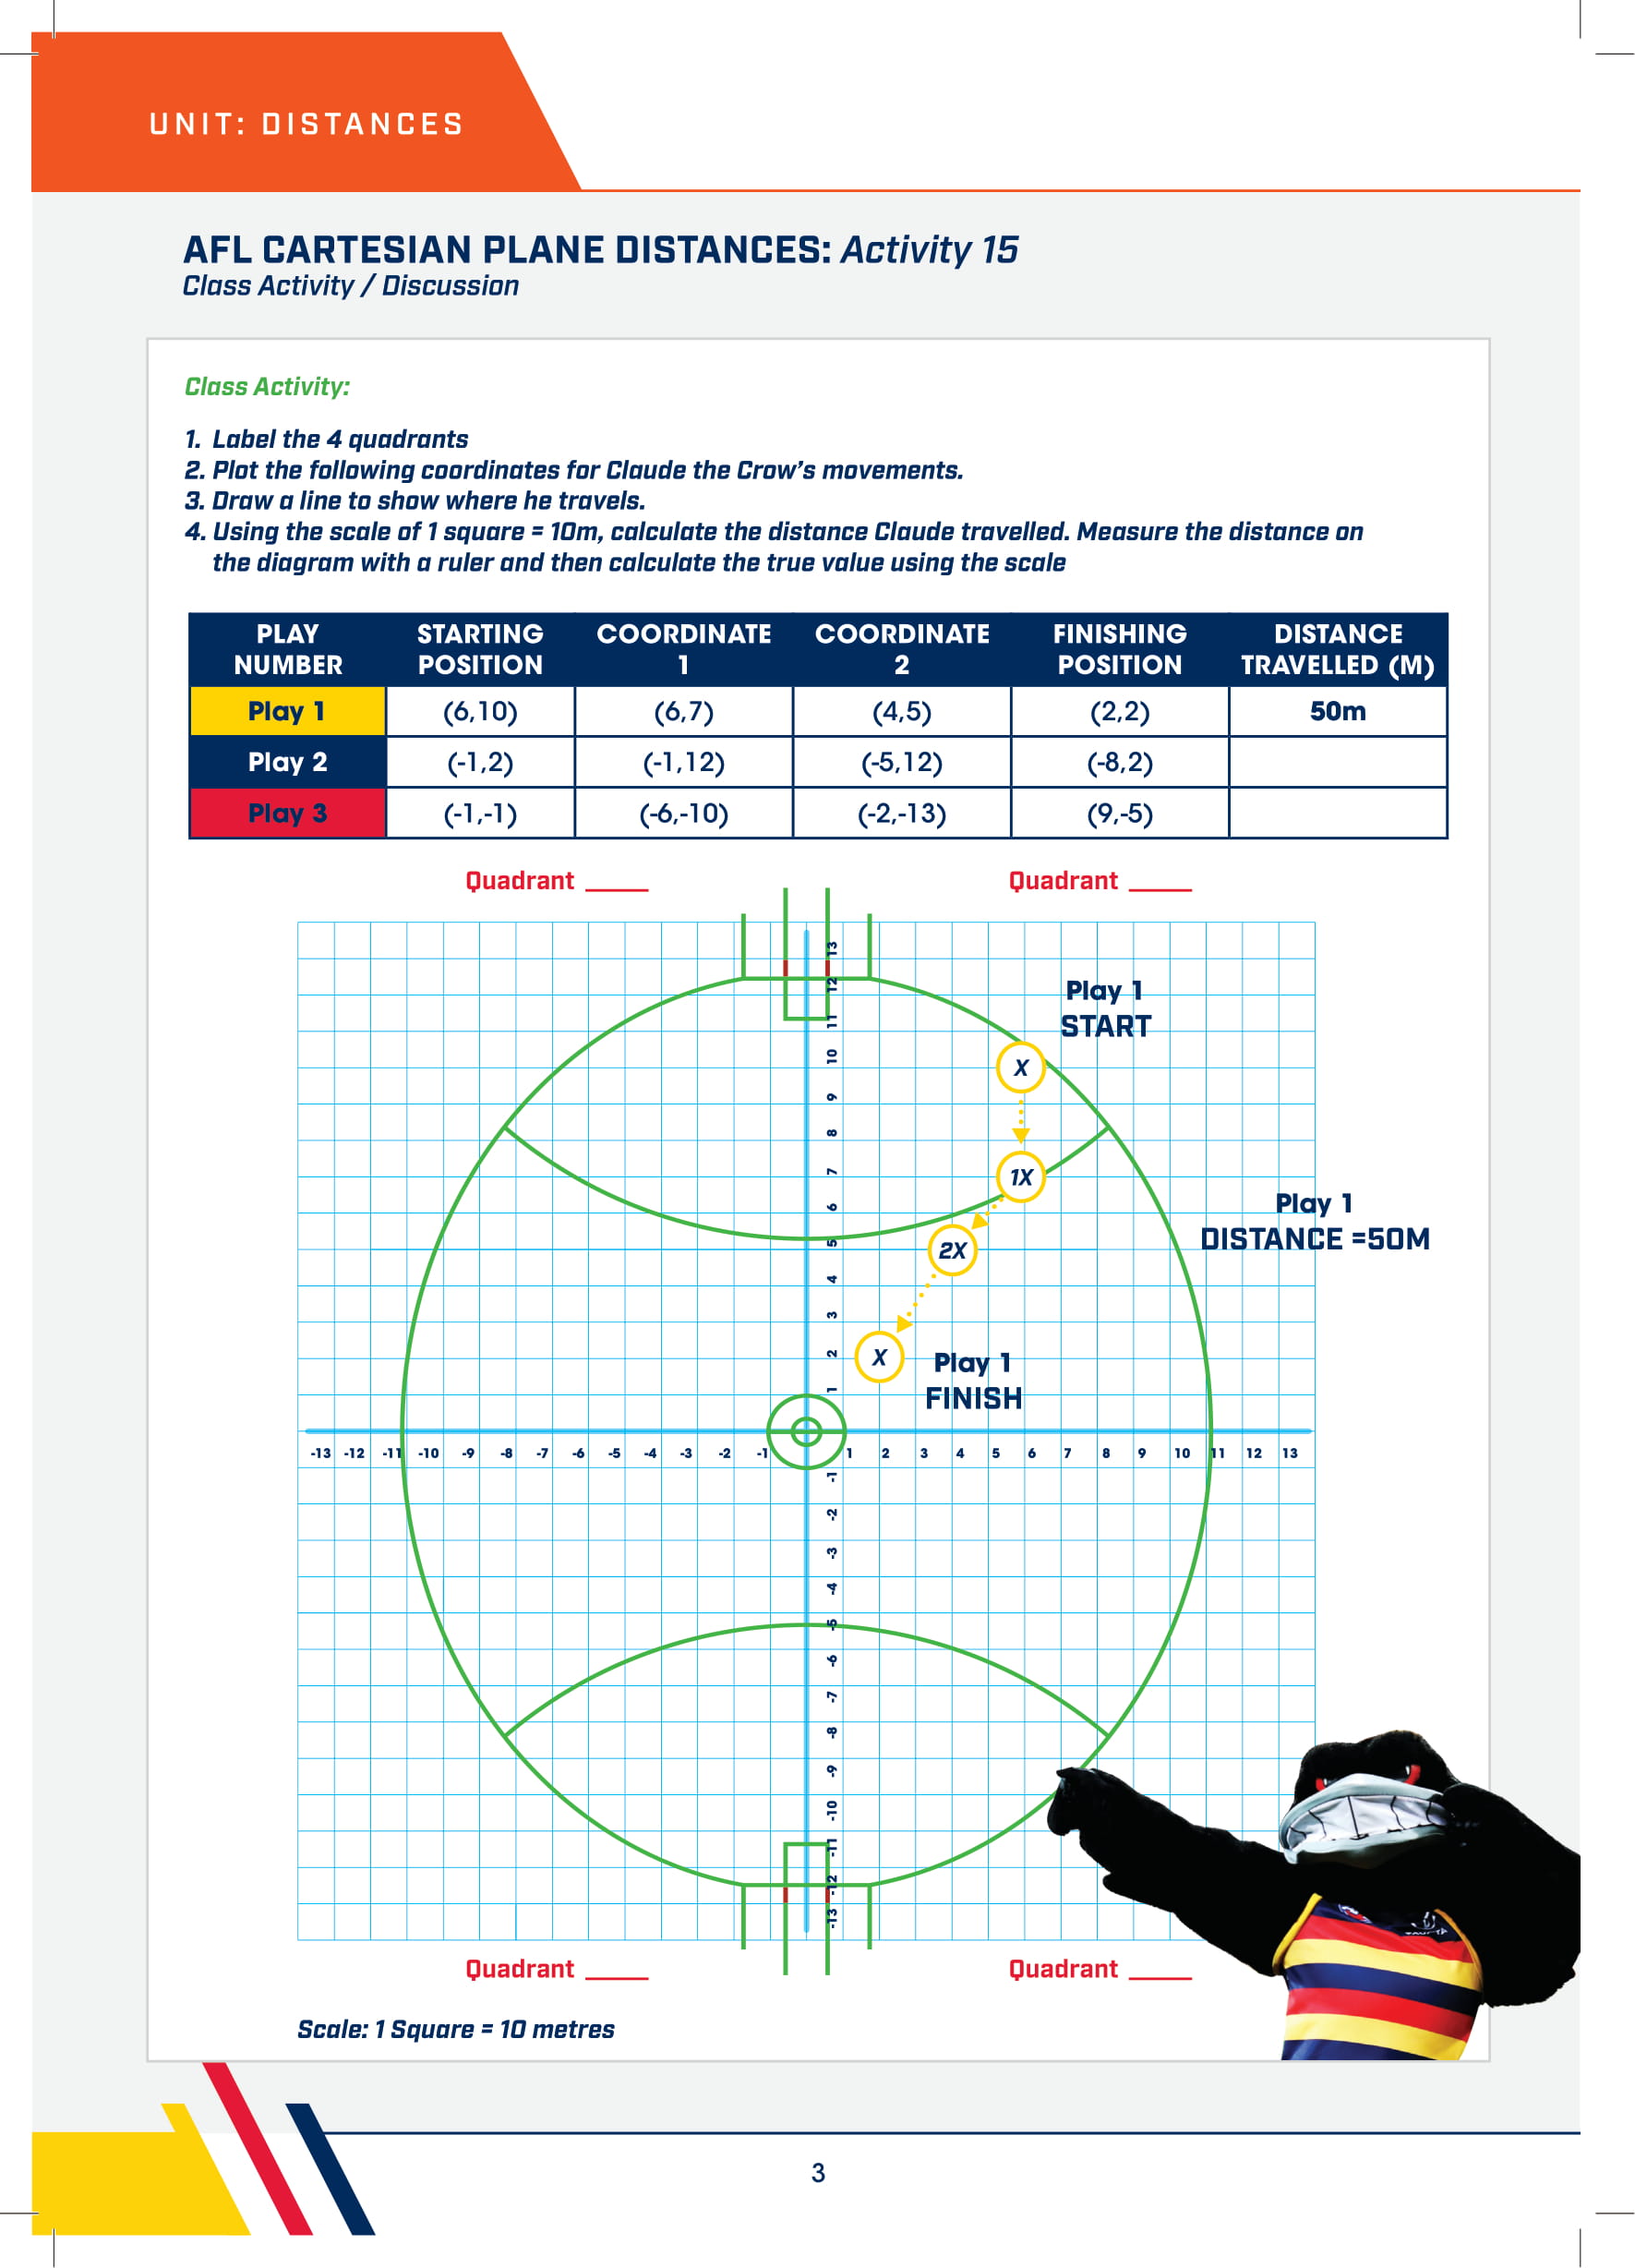 UNIT: DISTANCES
AFL CARTESIAN PLANE DISTANCES: Activity 15
Class Activity / Discussion
Class Activity:
1. Label the 4 quadrants
2. Plot the following coordinates for Claude the Crow's movements.
3. Draw a line to show where he travels.
4. Using the scale of 1 square = 10m, calculate the distance Claude travelled. Measure the distance on
the diagram with a ruler and then calculate the true value using the scale
PLAY NUMBER STARTING POSITION COORDINATE 1 COORDINATE 2 FINISHING POSITION DISTANCE TRAVELLED (M)
Play 1 (6,10) (6,7) (4,5) (2,2) 50m
Play 2 (-1,2) (-1,12) (-5,12) (-8,2)
Play 3 (-1,-1) (-6,-10) (-2,-13) (9,-5)
Quadrant _____ Quadrant _____
13
12
11
10
9
8
7
6
5
4
3
2
1
Play 1
START
X
1X
2X
X
Play 1
DISTANCE =50M
Play 1
FINISH
-13 -12 -11 -10 -9 -8 -7 -6 -5 -4 -3 -2 -1 1 2 3 4 5 6 7 8 9 10 11 12 13
-1
-2
-3
-4
-5
-6
-7
-8
-9
-10
-11
-12
-13
Quadrant _____ Quadrant _____
Scale: 1 Square = 10 metres
3